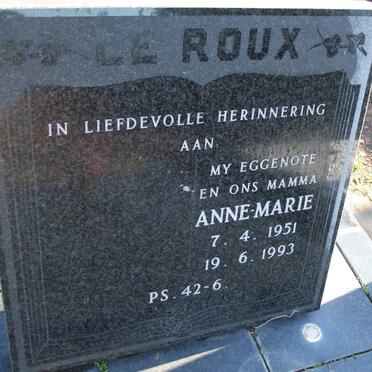 LE ROUX
IN LIEFDEVOLLE HERINNERING
AAN
MY EGGENOTE
EN ONS MAMMA
ANNE-MARIE
7. 4. 1951
19. 6. 1993
PS. 42-6.